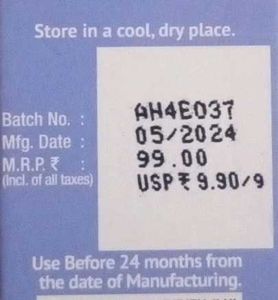 Store in a cool, dry place.
Batch No. : AH4E037
Mfg. Date : 05/2024
M.R.P. ₹ : 99.00
(Incl. of all taxes) USP ₹ 9.90/9
Use Before 24 months from
the date of Manufacturing.